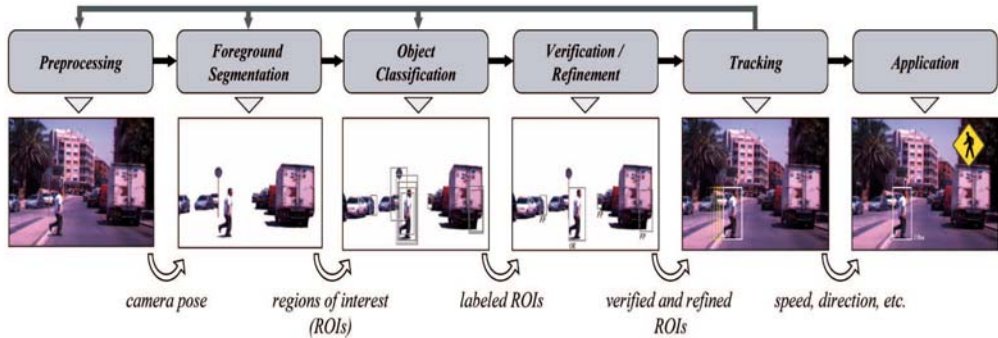 Preprocessing
Foreground
Segmentation
Object
Classification
Verification /
Refinement
Tracking
Application
camera pose
regions of interest
(ROIs)
labeled ROIs
verified and refined
ROIs
speed, direction, etc.